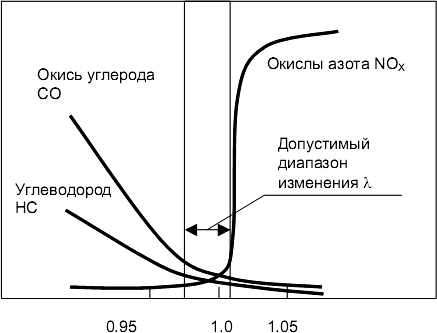 Окись углерода
CO
Окислы азота NOX
Допустимый
диапазон
изменения λ
Углеводород
HC
0.95 1.0 1.05